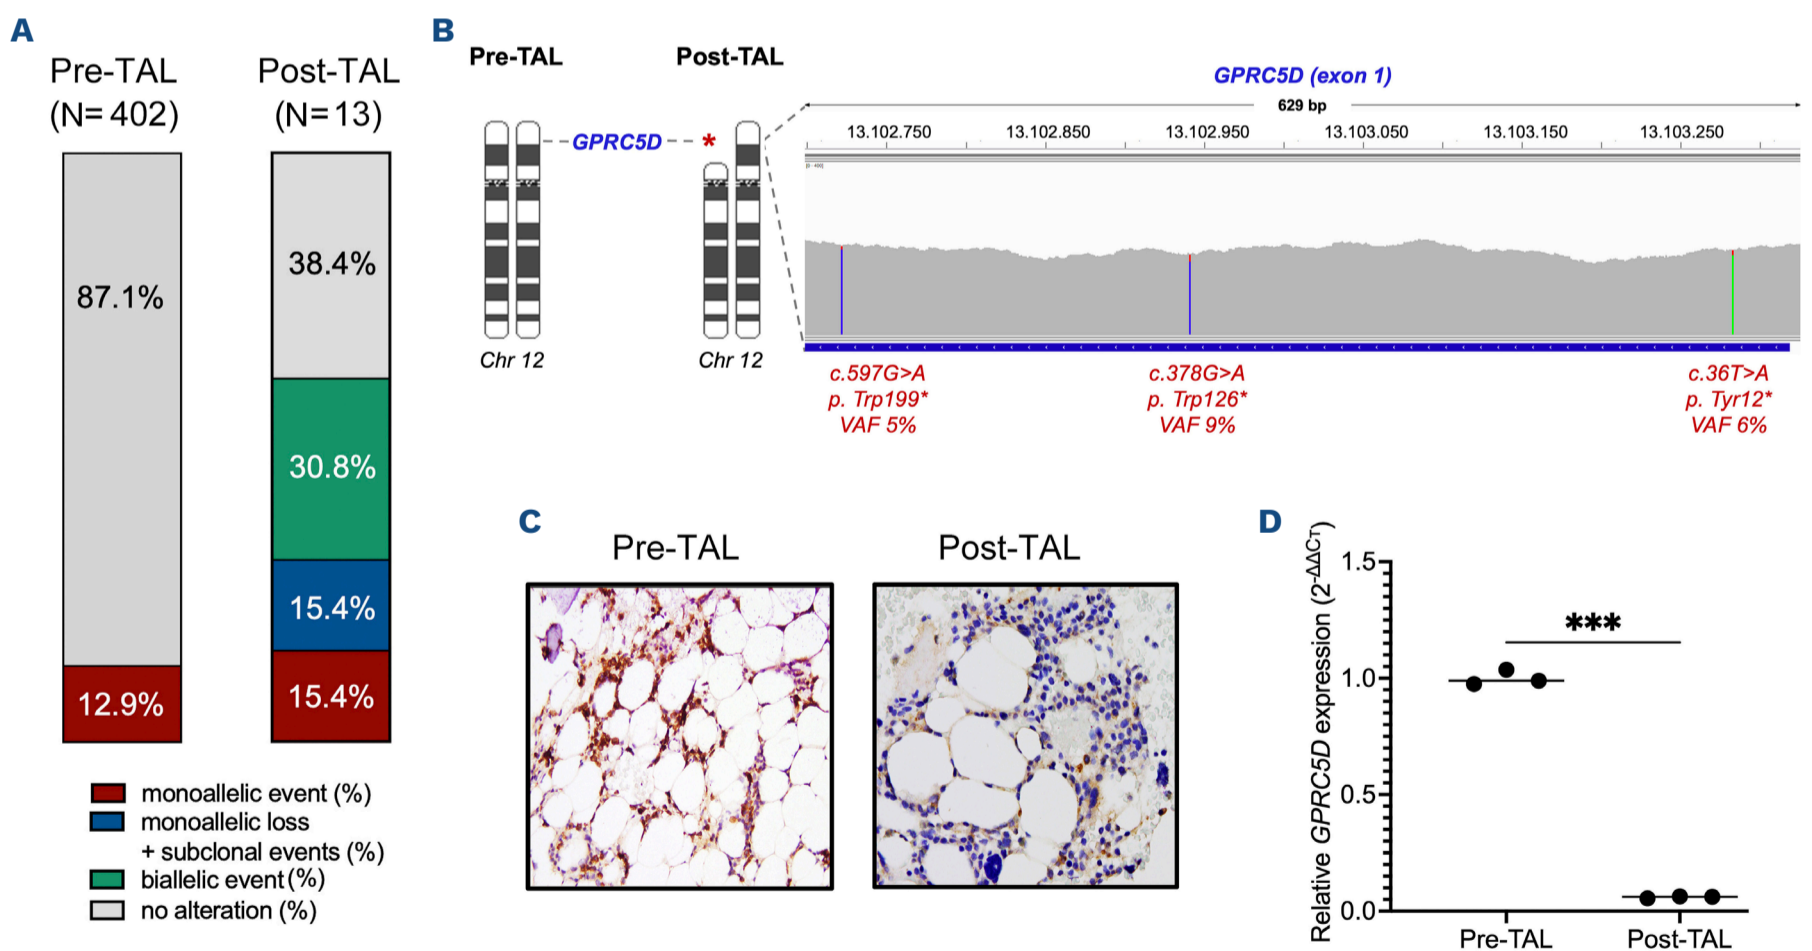 A
Pre-TAL
(N= 402)
Post-TAL
(N= 13)
87.1%
12.9%
38.4%
30.8%
15.4%
15.4%
monoallelic event (%)
monoallelic loss
+ subclonal events (%)
biallelic event (%)
no alteration (%)
B
Pre-TAL
Post-TAL
GPRC5D
*
Chr 12
Chr 12
GPRC5D (exon 1)
629 bp
13.102.750
13.102.850
13.102.950
13.103.050
13.103.150
13.103.250
[0 - 400]
c.597G>A
p. Trp199*
VAF 5%
c.378G>A
p. Trp126*
VAF 9%
c.36T>A
p. Tyr12*
VAF 6%
C
Pre-TAL
Post-TAL
D
Relative GPRC5D expression (2^-ΔΔCT)
1.5
1.0
0.5
0.0
***
Pre-TAL
Post-TAL